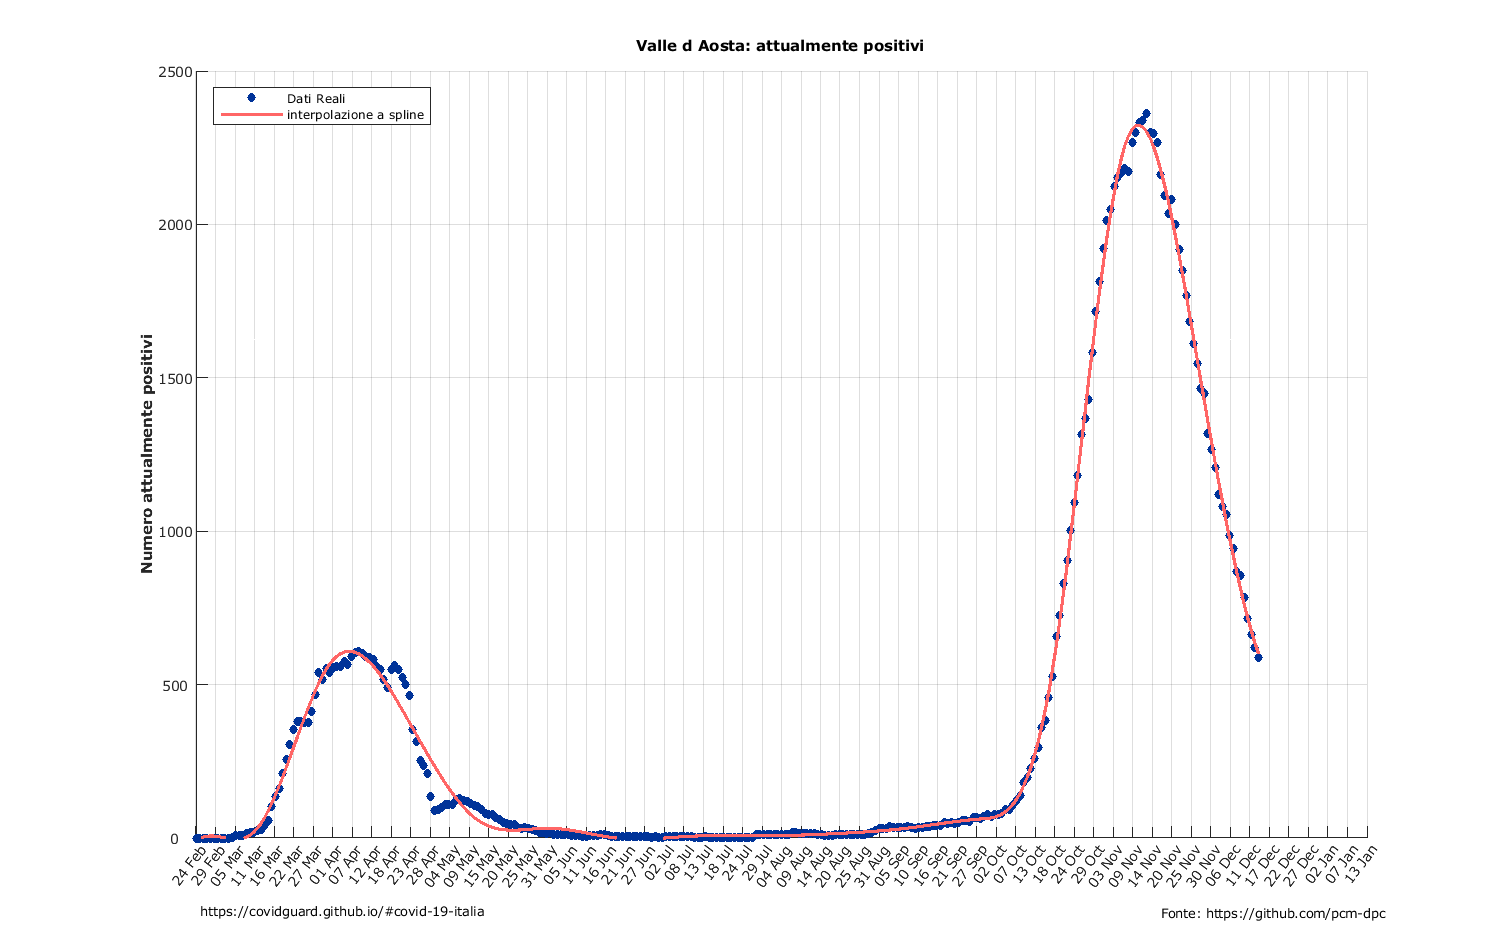 Valle d Aosta: attualmente positivi
2500
Dati Reali
interpolazione a spline
2000
1500
1000
500
0
Numero attualmente positivi
24 Feb
29 Feb
05 Mar
11 Mar
16 Mar
22 Mar
27 Mar
01 Apr
07 Apr
12 Apr
18 Apr
23 Apr
28 Apr
04 May
09 May
15 May
20 May
25 May
31 May
05 Jun
11 Jun
16 Jun
21 Jun
27 Jun
02 Jul
08 Jul
13 Jul
18 Jul
24 Jul
29 Jul
04 Aug
09 Aug
14 Aug
20 Aug
25 Aug
31 Aug
05 Sep
10 Sep
16 Sep
21 Sep
27 Sep
02 Oct
07 Oct
13 Oct
18 Oct
24 Oct
29 Oct
03 Nov
09 Nov
14 Nov
20 Nov
25 Nov
30 Nov
06 Dec
11 Dec
17 Dec
22 Dec
27 Dec
02 Jan
07 Jan
13 Jan
https://covidguard.github.io/#covid-19-italia
Fonte: https://github.com/pcm-dpc